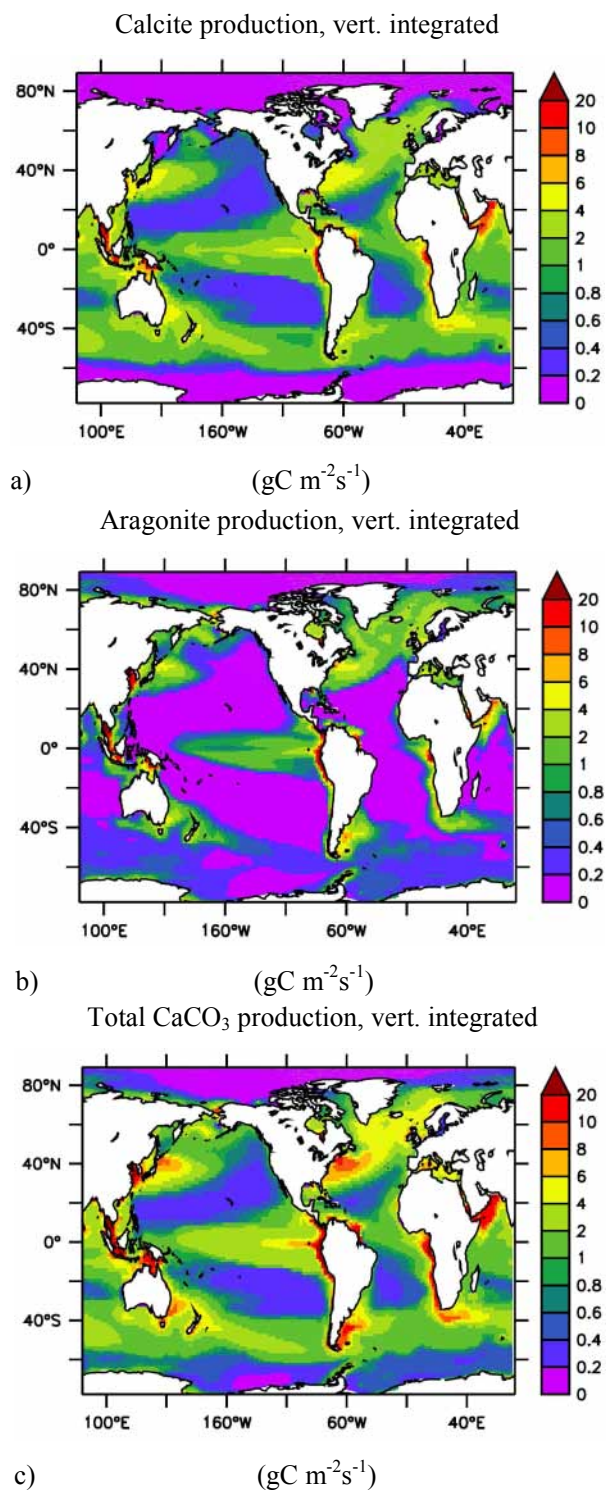 Calcite production, vert. integrated
80°N
40°N
0°
40°S
100°E 160°W 60°W 40°E
20
10
8
6
4
2
1
0.8
0.6
0.4
0.2
0
a) (gC m⁻²s⁻¹)
Aragonite production, vert. integrated
80°N
40°N
0°
40°S
100°E 160°W 60°W 40°E
20
10
8
6
4
2
1
0.8
0.6
0.4
0.2
0
b) (gC m⁻²s⁻¹)
Total CaCO₃ production, vert. integrated
80°N
40°N
0°
40°S
100°E 160°W 60°W 40°E
20
10
8
6
4
2
1
0.8
0.6
0.4
0.2
0
c) (gC m⁻²s⁻¹)